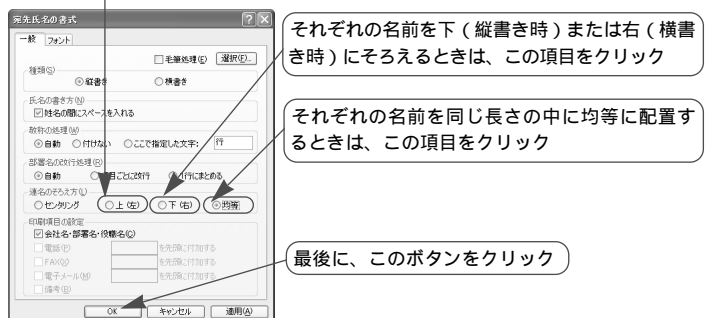 宛先氏名の書式
一般 フォント
毛筆処理(E) 選択(F)...
種類(S)
縦書き 横書き
氏名の書き方(N)
姓名の間にスペースを入れる
敬称の処理(W)
自動 付けない ここで指定した文字: 行
部署名の改行処理(R)
自動 項目ごとに改行 1行にまとめる
連名のそろえ方(L)
センタリング 上(左) 下(右) 均等
印刷項目の設定
会社名・部署名・役職名(C)
電話(P) を先頭に付加する
FAX(X) を先頭に付加する
電子メール(M) を先頭に付加する
備考(B)
OK キャンセル 適用(A)
それぞれの名前を下(縦書き時)または右(横書
き時)にそろえるときは、この項目をクリック
それぞれの名前を同じ長さの中に均等に配置す
るときは、この項目をクリック
最後に、このボタンをクリック